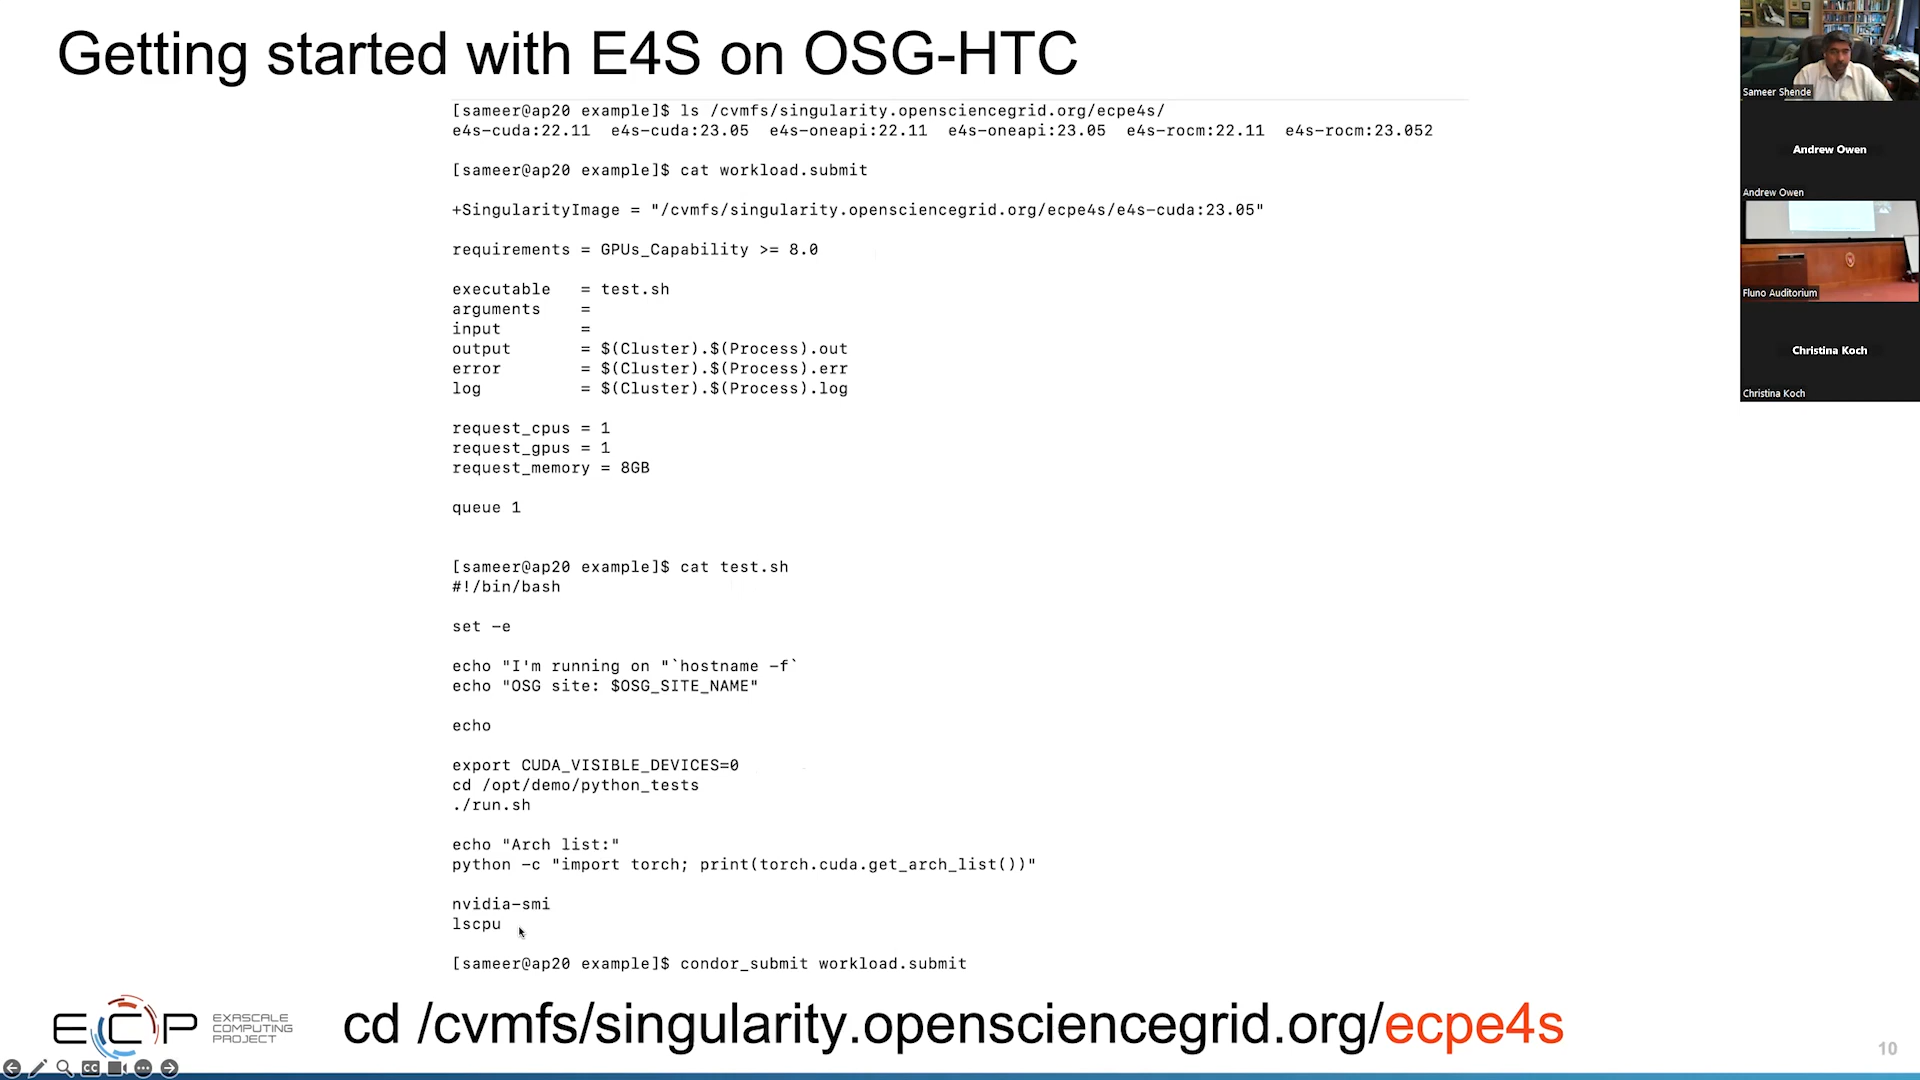 Getting started with E4S on OSG-HTC
[sameer@ap20 example]$ ls /cvmfs/singularity.opensciencegrid.org/ecpe4s/
e4s-cuda:22.11  e4s-cuda:23.05  e4s-oneapi:22.11  e4s-oneapi:23.05  e4s-rocm:22.11  e4s-rocm:23.052
[sameer@ap20 example]$ cat workload.submit
+SingularityImage = "/cvmfs/singularity.opensciencegrid.org/ecpe4s/e4s-cuda:23.05"
requirements = GPUs_Capability >= 8.0
executable   = test.sh
arguments    =
input        =
output       = $(Cluster).$(Process).out
error        = $(Cluster).$(Process).err
log          = $(Cluster).$(Process).log
request_cpus = 1
request_gpus = 1
request_memory = 8GB
queue 1
[sameer@ap20 example]$ cat test.sh
#!/bin/bash
set -e
echo "I'm running on "`hostname -f`
echo "OSG site: $OSG_SITE_NAME"
echo
export CUDA_VISIBLE_DEVICES=0
cd /opt/demo/python_tests
./run.sh
echo "Arch list:"
python -c "import torch; print(torch.cuda.get_arch_list())"
nvidia-smi
lscpu
[sameer@ap20 example]$ condor_submit workload.submit
ECP
EXASCALE
COMPUTING
PROJECT
cd /cvmfs/singularity.opensciencegrid.org/ecpe4s
10
CC
Sameer Shende
Andrew Owen
Andrew Owen
Fluno Auditorium
Christina Koch
Christina Koch